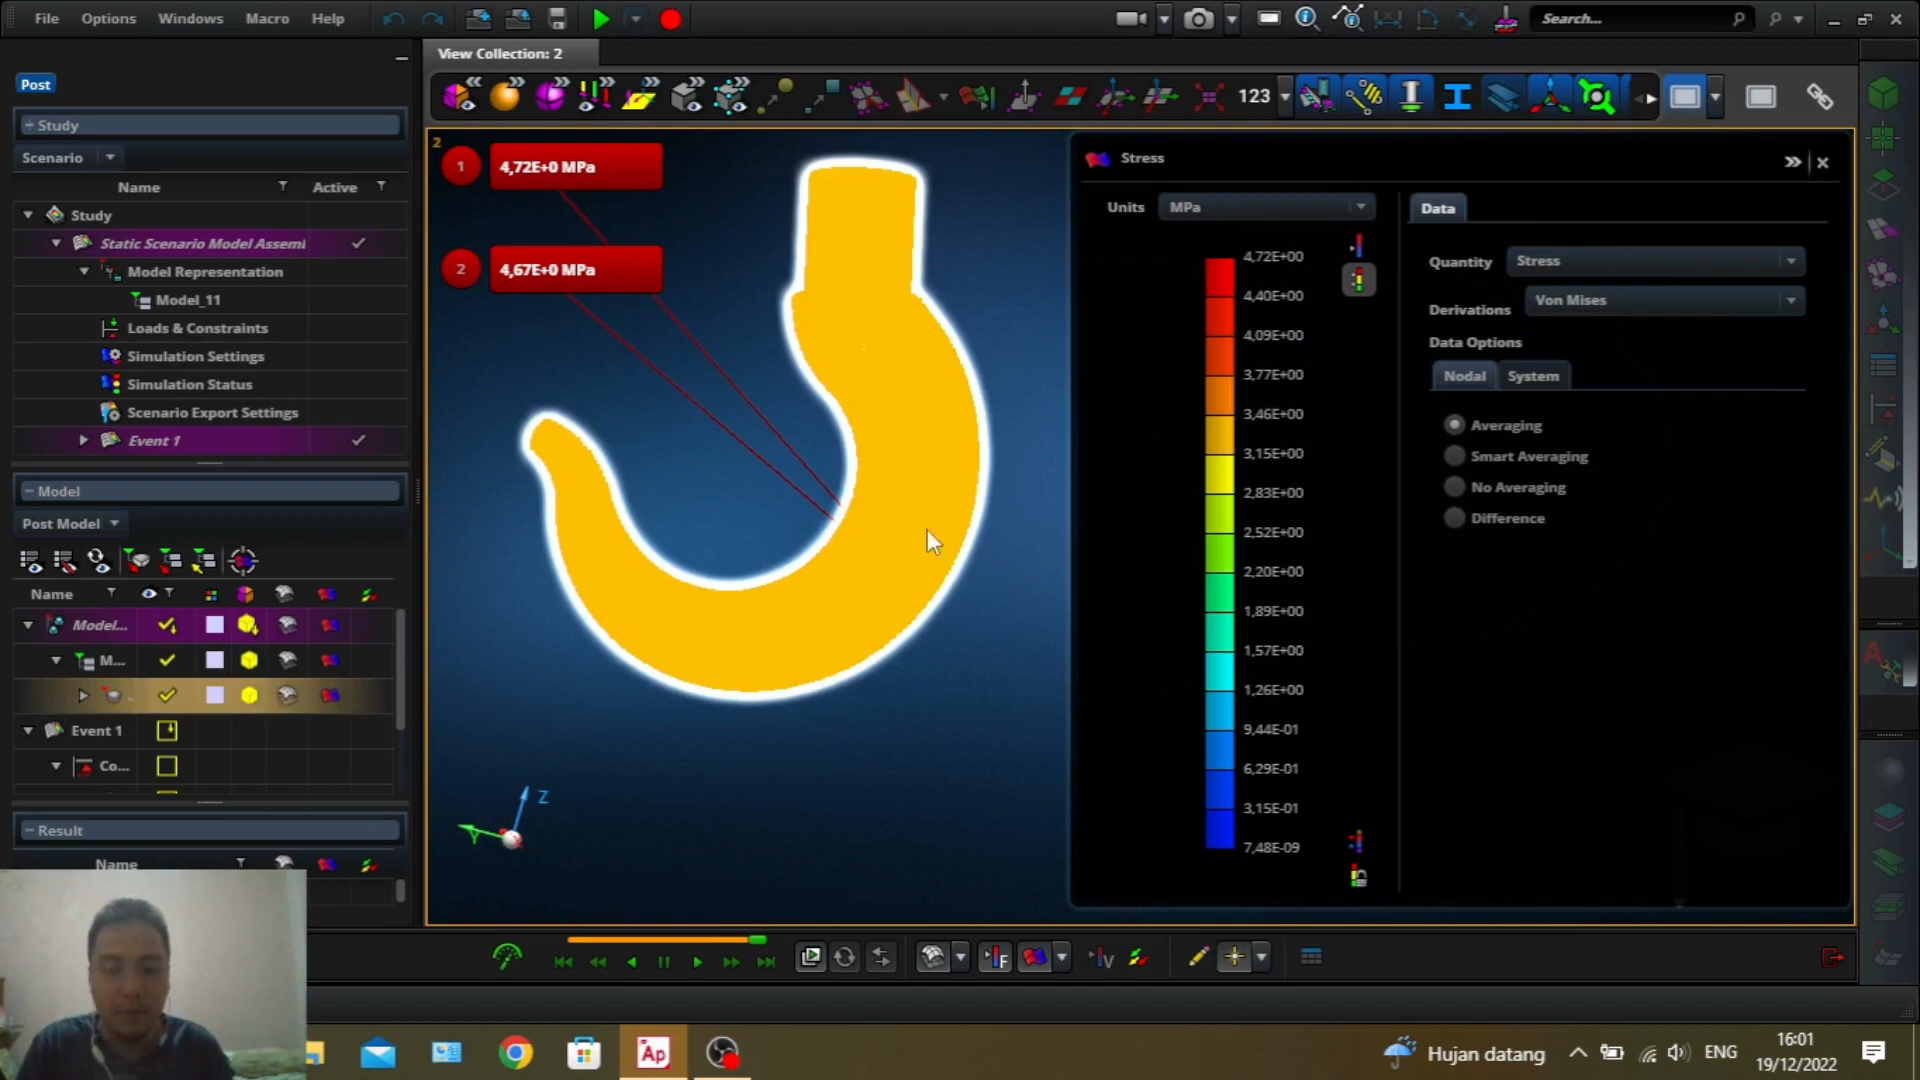 File Options Windows Macro Help
Search...
View Collection: 2
Post
Study
Scenario
Name Active
Study
Static Scenario Model Assemb
Model Representation
Model_11
Loads & Constraints
Simulation Settings
Simulation Status
Scenario Export Settings
Event 1
Model
Post Model
Name
Model...
M...
Event 1
Co...
Result
Name
123
2
1 4,72E+0 MPa
2 4,67E+0 MPa
Z
Y
Stress
Units MPa
4,72E+00
4,40E+00
4,09E+00
3,77E+00
3,46E+00
3,15E+00
2,83E+00
2,52E+00
2,20E+00
1,89E+00
1,57E+00
1,26E+00
9,44E-01
6,29E-01
3,15E-01
7,48E-09
Data
Quantity Stress
Derivations Von Mises
Data Options
Nodal System
Averaging
Smart Averaging
No Averaging
Difference
F
V
Ap
Hujan datang
ENG
16:01
19/12/2022